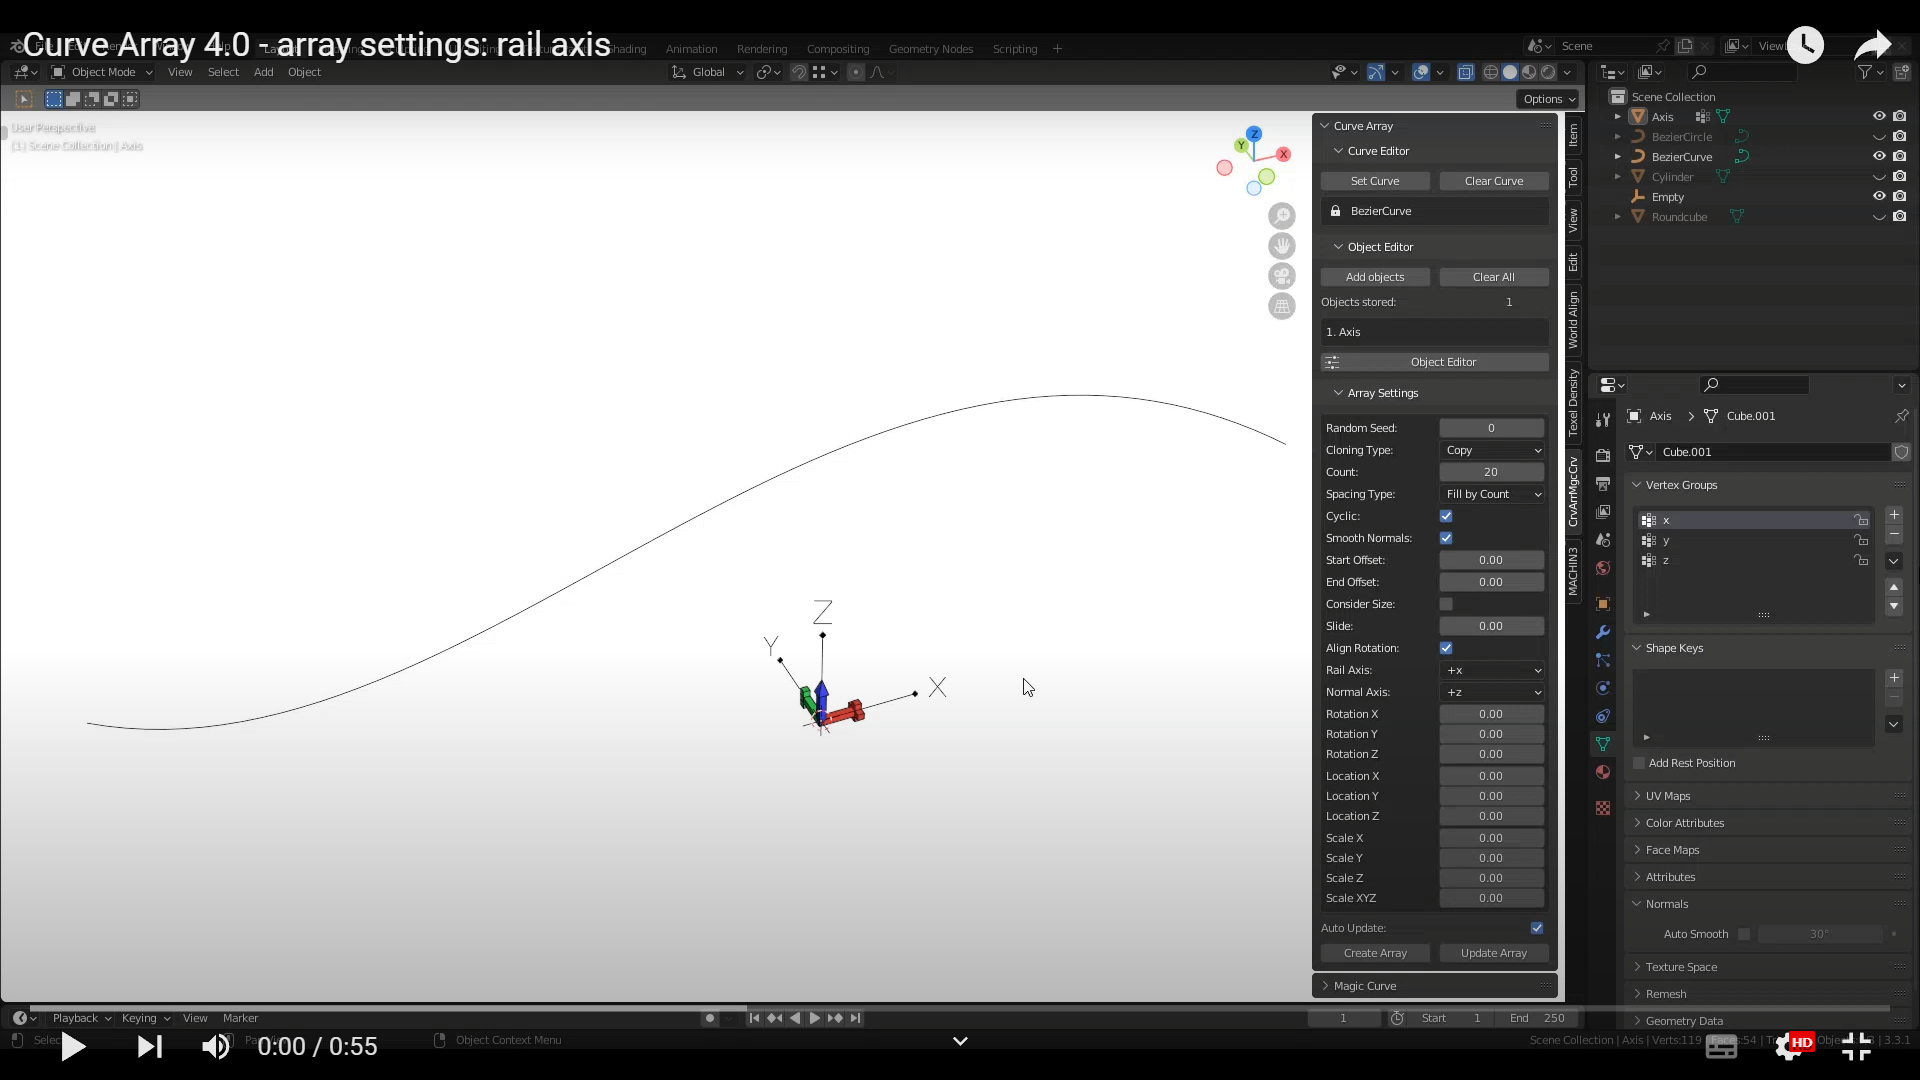 Curve Array 4.0 - array settings: rail axis
Shading Animation Rendering Compositing Geometry Nodes Scripting +
Scene
Object Mode View Select Add Object
Global
Options
User Perspective
(1) Scene Collection | Axis
Z
Y
X
Item
Tool
View
Edit
World Align
Texel Density
CrvArrMgcCrv
MACHIN3
Curve Array
Curve Editor
Set Curve Clear Curve
BezierCurve
Object Editor
Add objects Clear All
Objects stored: 1
1. Axis
Object Editor
Array Settings
Random Seed: 0
Cloning Type: Copy
Count: 20
Spacing Type: Fill by Count
Cyclic:
Smooth Normals:
Start Offset: 0.00
End Offset: 0.00
Consider Size:
Slide: 0.00
Align Rotation:
Rail Axis: +x
Normal Axis: +z
Rotation X 0.00
Rotation Y 0.00
Rotation Z 0.00
Location X 0.00
Location Y 0.00
Location Z 0.00
Scale X 0.00
Scale Y 0.00
Scale Z 0.00
Scale XYZ 0.00
Auto Update:
Create Array Update Array
Magic Curve
Z
Y
X
Scene Collection
Axis
BezierCircle
BezierCurve
Cylinder
Empty
Roundcube
Axis > Cube.001
Cube.001
Vertex Groups
x
y
z
Shape Keys
Add Rest Position
UV Maps
Color Attributes
Face Maps
Attributes
Normals
Auto Smooth 30°
Texture Space
Remesh
Geometry Data
Playback Keying View Marker
1 Start 1 End 250
0:00 / 0:55
Object Context Menu
Scene Collection | Axis | Verts:119
3.3.1
HD